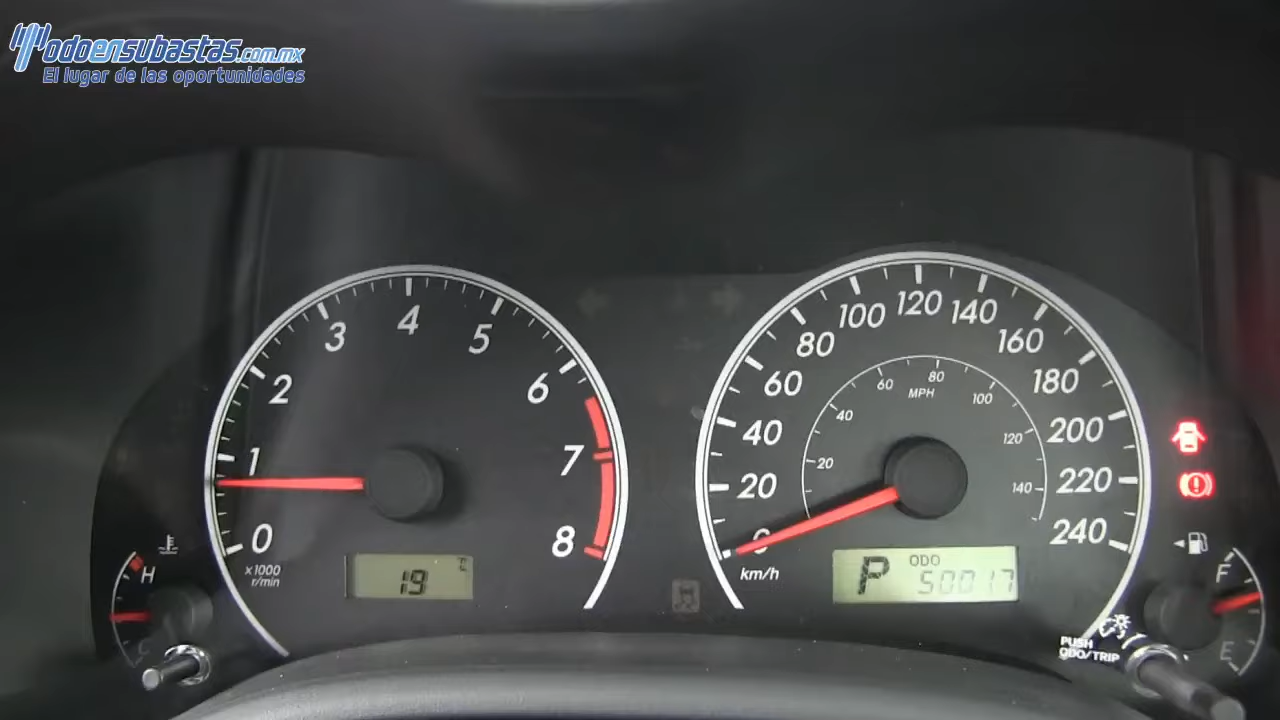 Todoensubastas.com.mx
El lugar de las oportunidades
0 1 2 3 4 5 6 7 8
x1000
r/min
19 °C
H
C
20 40 60 80 100 120 140 160 180 200 220 240
km/h
20 40 60 80 100 120 140
MPH
P ODO 50017
F
E
PUSH
ODO/TRIP